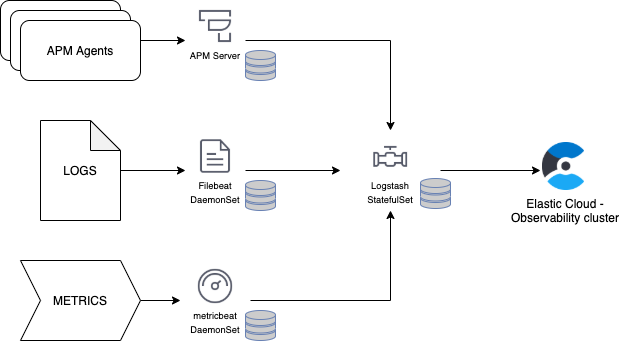 APM Agents
APM Server
LOGS
Filebeat
DaemonSet
Logstash
StatefulSet
Elastic Cloud -
Observability cluster
METRICS
metricbeat
DaemonSet